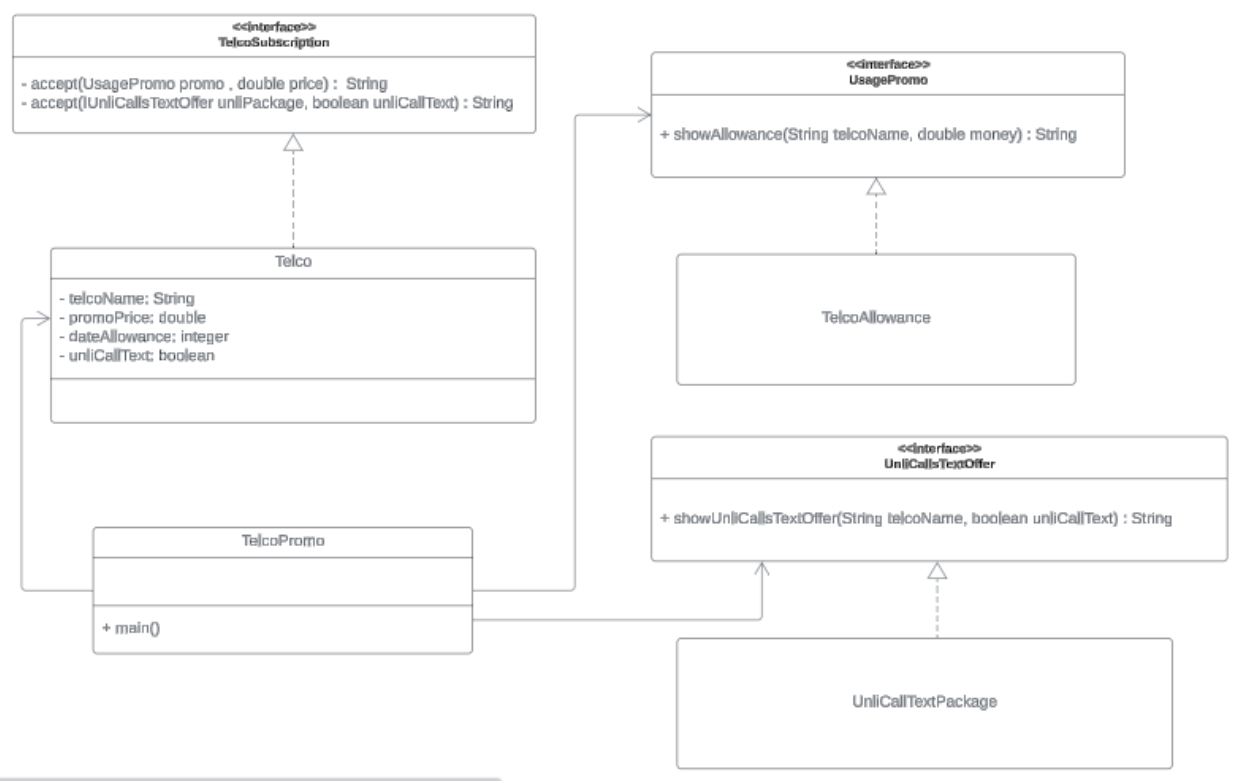 <<interface>>
TelcoSubscription
- accept(UsagePromo promo , double price) : String
- accept(IUnliCallsTextOffer unliPackage, boolean unliCallText) : String
<<interface>>
UsagePromo
+ showAllowance(String telcoName, double money) : String
Telco
- telcoName: String
- promoPrice: double
- dateAllowance: integer
- unliCallText: boolean
TelcoAllowance
<<interface>>
UnliCallsTextOffer
+ showUnliCallsTextOffer(String telcoName, boolean unliCallText) : String
TelcoPromo
+ main()
UnliCallTextPackage